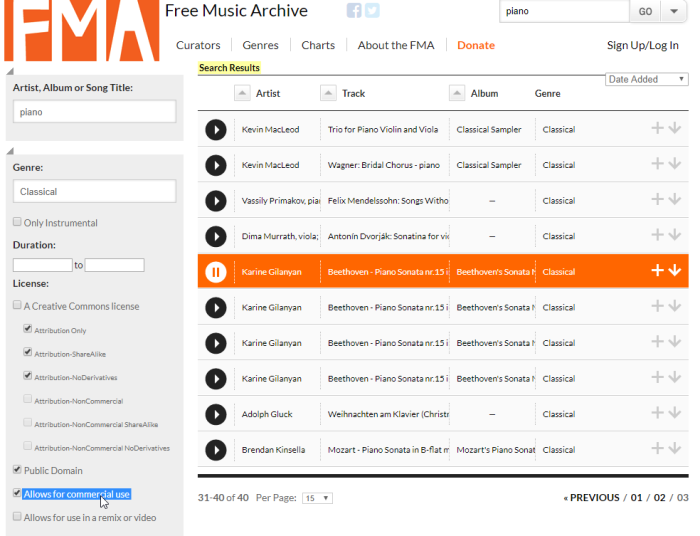 FMA
Free Music Archive
piano
GO
Curators
Genres
Charts
About the FMA
Donate
Sign Up/Log In
Artist, Album or Song Title:
piano
Genre:
Classical
Only Instrumental
Duration:
to
License:
A Creative Commons license
Attribution Only
Attribution-ShareAlike
Attribution-NoDerivatives
Attribution-NonCommercial
Attribution-NonCommercial ShareAlike
Attribution-NonCommercial NoDerivatives
Public Domain
Allows for commercial use
Allows for use in a remix or video
Search Results
Date Added
Artist Track Album Genre
Kevin MacLeod Trio for Piano Violin and Viola Classical Sampler Classical
Kevin MacLeod Wagner: Bridal Chorus - piano Classical Sampler Classical
Vassily Primakov, pia Felix Mendelssohn: Songs Witho — Classical
Dima Murrath, viola; Antonín Dvorják: Sonatina for vi — Classical
Karine Gilanyan Beethoven - Piano Sonata nr.15 i Beethoven's Sonata Classical
Karine Gilanyan Beethoven - Piano Sonata nr.15 i Beethoven's Sonata Classical
Karine Gilanyan Beethoven - Piano Sonata nr.15 i Beethoven's Sonata Classical
Karine Gilanyan Beethoven - Piano Sonata nr.15 i Beethoven's Sonata Classical
Adolph Gluck Weihnachten am Klavier (Christ — Classical
Brendan Kinsella Mozart - Piano Sonata in B-flat m Mozart's Piano Sonat Classical
31-40 of 40 Per Page: 15
« PREVIOUS / 01 / 02 / 03